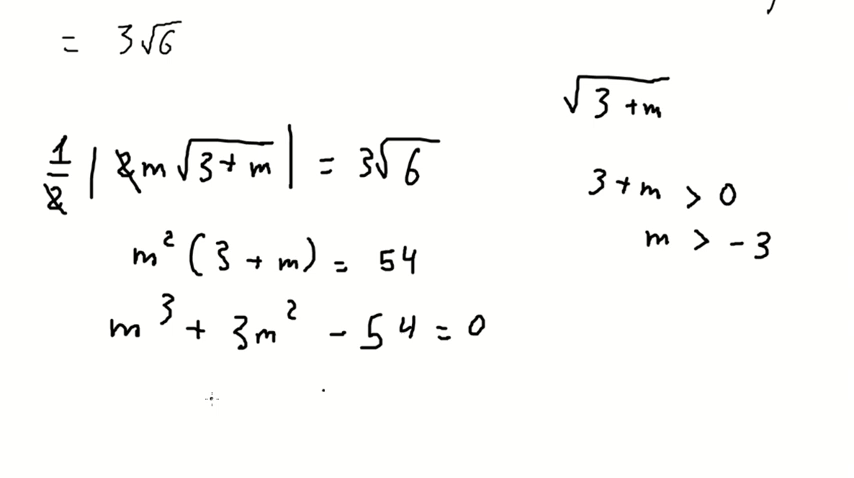 = 3√6
√(3 + m)
1/2 | 2m√(3 + m) | = 3√6
3 + m > 0
m > -3
m² (3 + m) = 54
m³ + 3m² - 54 = 0